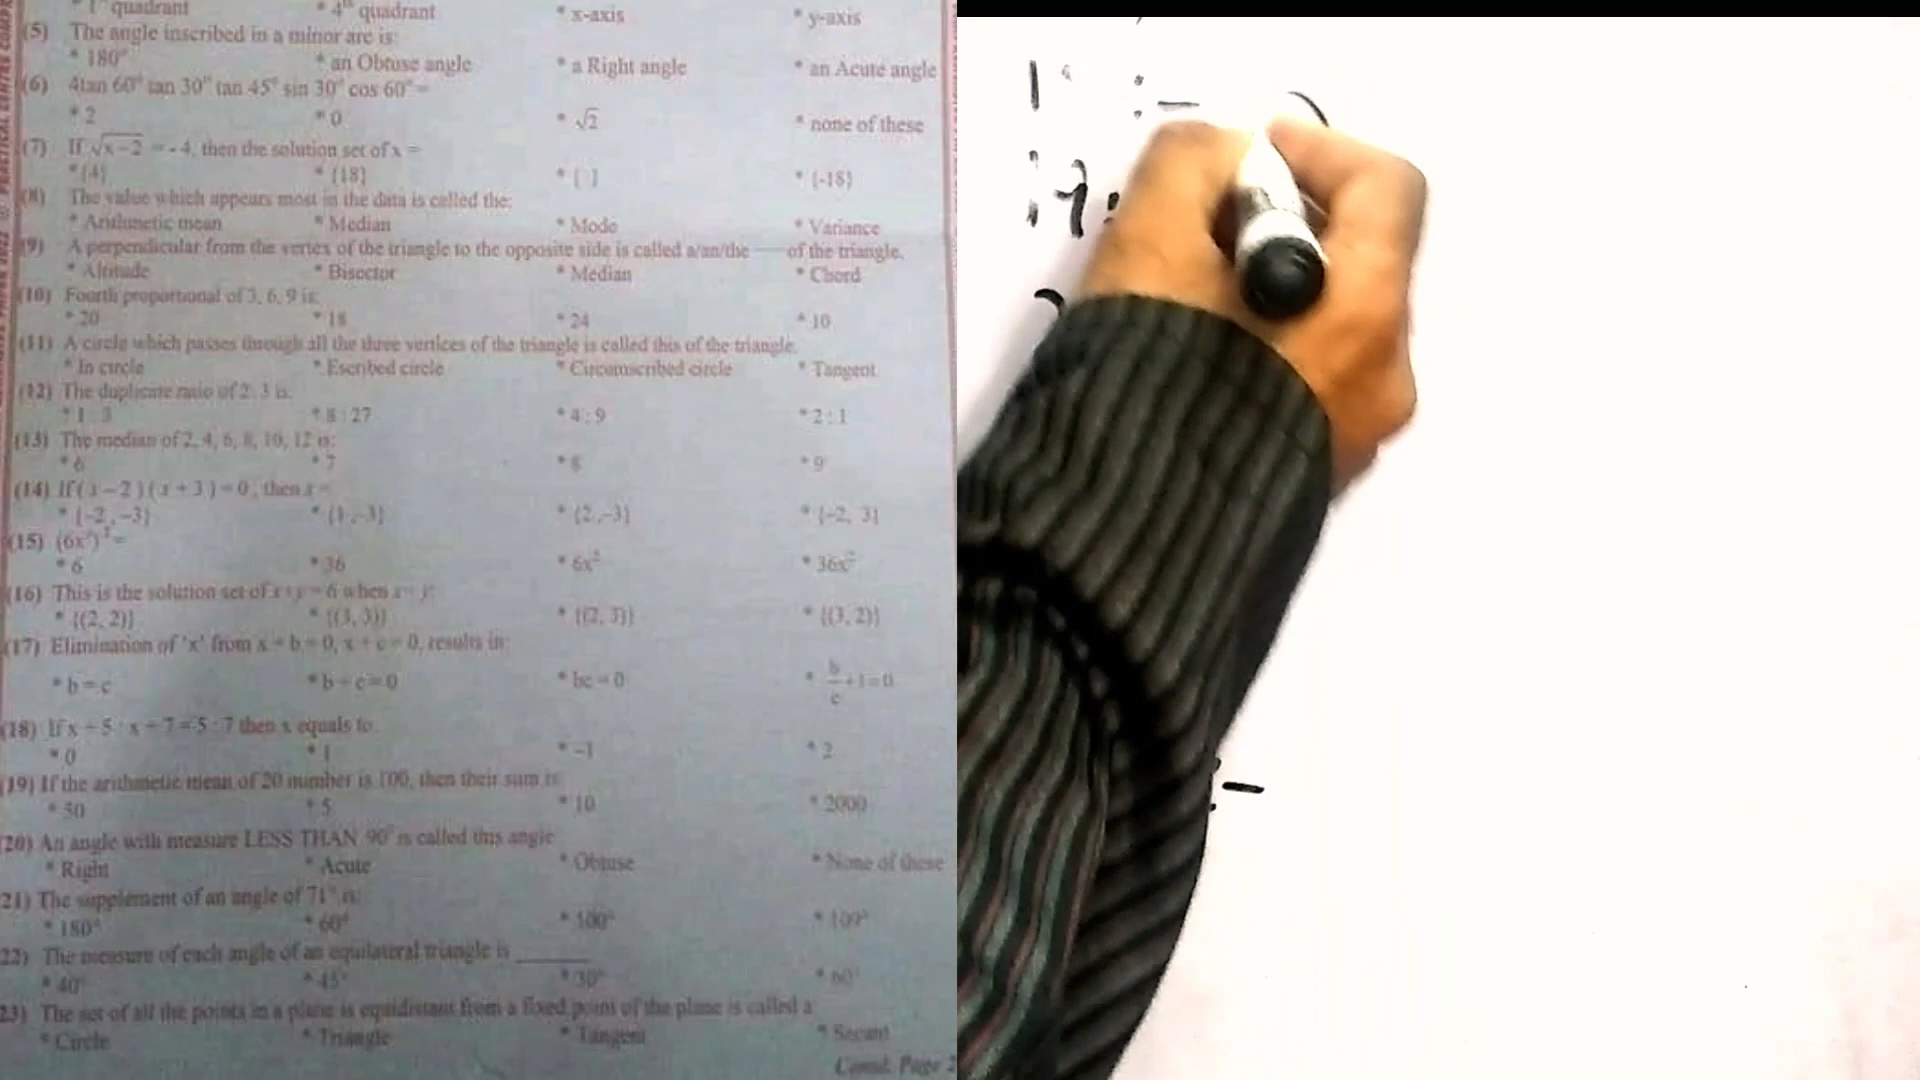 1st quadrant * 4th quadrant * x-axis * y-axis
(5) The angle inscribed in a minor arc is:
* 180° * an Obtuse angle * a Right angle * an Acute angle
(6) 4tan 60° tan 30° tan 45° sin 30° cos 60° =
* 2 * 0 * √2 * none of these
(7) If √x-2 = - 4, then the solution set of x =
* {4} * {18} * { } * {-18}
(8) The value which appears most in the data is called the:
* Arithmetic mean * Median * Mode * Variance
(9) A perpendicular from the vertex of the triangle to the opposite side is called a/an/the ___ of the triangle.
* Altitude * Bisector * Median * Chord
(10) Fourth proportional of 3, 6, 9 is:
* 20 * 18 * 24 * 10
(11) A circle which passes through all the three vertices of the triangle is called this of the triangle.
* In circle * Escribed circle * Circumscribed circle * Tangent
(12) The duplicate ratio of 2: 3 is:
* 1 : 3 * 8 : 27 * 4 : 9 * 2 : 1
(13) The median of 2, 4, 6, 8, 10, 12 is:
* 6 * 7 * 8 * 9
(14) If ( x – 2 ) ( x + 3 ) = 0, then x =
* {-2, -3} * {1, -3} * {2, -3} * {-2, 3}
(15)
* 6 * 36 * 6x² * 36x²
(16) This is the solution set of x+y = 6 when x = y:
* {(2, 2)} * {(3, 3)} * {(2, 3)} * {(3, 2)}
(17) Elimination of 'x' from x + b = 0, x + c = 0, results in:
* b = c * b – c = 0 * bc = 0 * b/c + 1 = 0
(18) If x – 5 : x – 7 = 5 : 7 then x equals to
* 0 * 1 * –1 * 2
(19) If the arithmetic mean of 20 number is 100, then their sum is:
* 50 * 5 * 10 * 2000
(20) An angle with measure LESS THAN 90° is called this angle
* Right * Acute * Obtuse * None of these
21) The supplement of an angle of 71° is:
* 180° * 60° * 100° * 109°
22) The measure of each angle of an equilateral triangle is ______
* 40° * 45° * 30° * 60°
23) The set of all the points in a plane is equidistant from a fixed point of the plane is called a
* Circle * Triangle * Tangent * Secant
Contd. Page 2